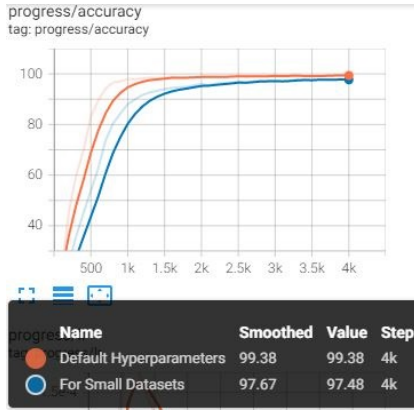 progress/accuracy
tag: progress/accuracy
100
80
60
40
500 1k 1.5k 2k 2.5k 3k 3.5k 4k
Name Smoothed Value Step
Default Hyperparameters 99.38 99.38 4k
For Small Datasets 97.67 97.48 4k